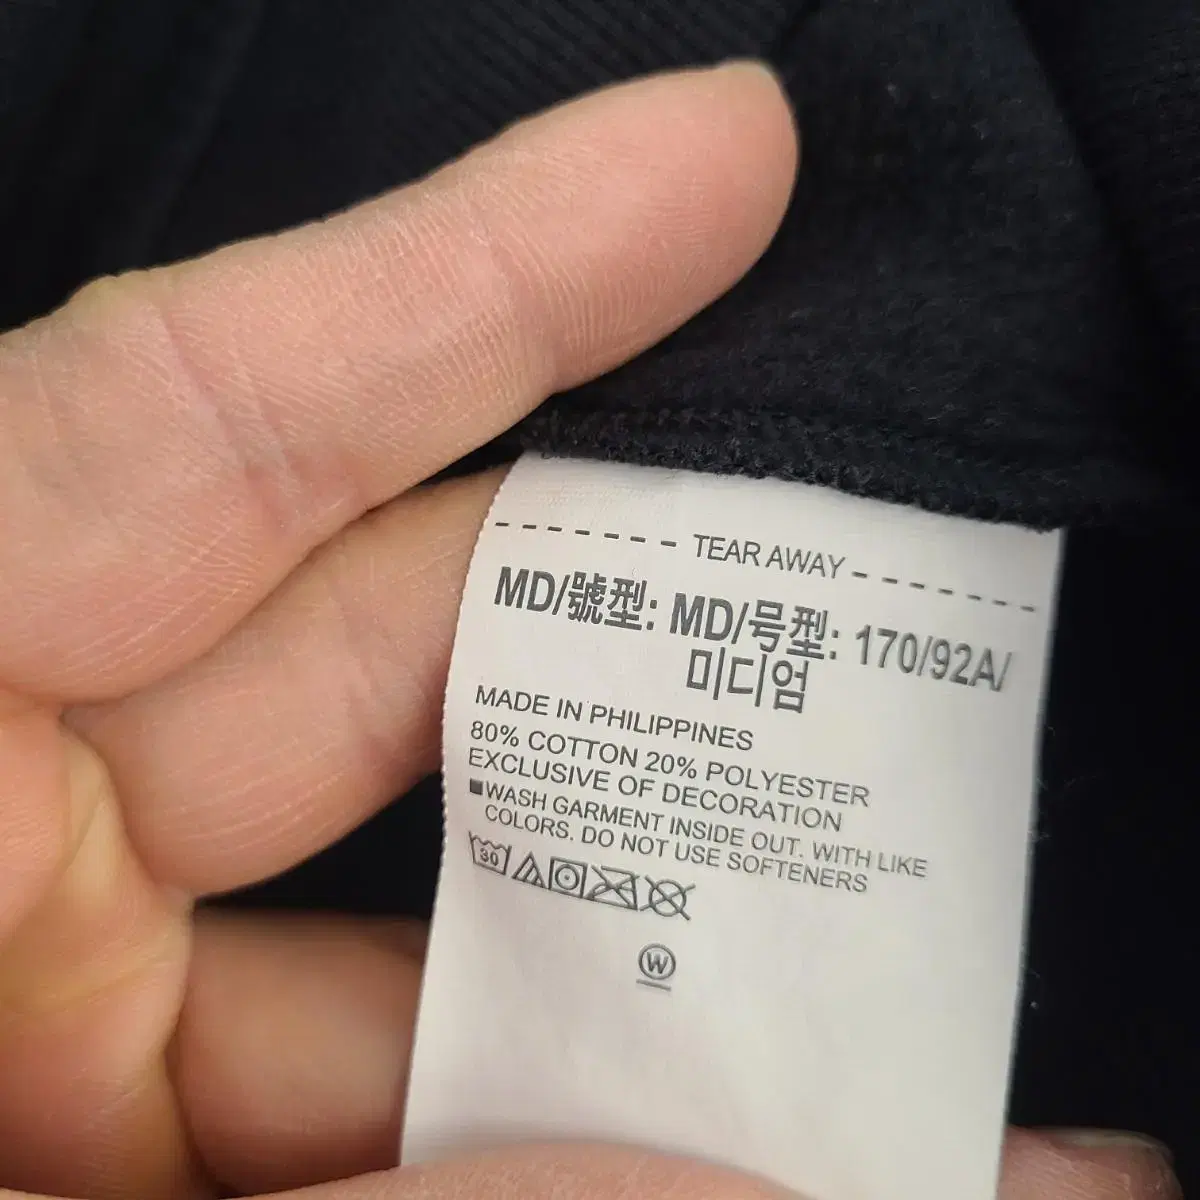 TEAR AWAY
MD/號型: MD/号型: 170/92A/
미디엄
MADE IN PHILIPPINES
80% COTTON 20% POLYESTER
EXCLUSIVE OF DECORATION
■WASH GARMENT INSIDE OUT. WITH LIKE
COLORS. DO NOT USE SOFTENERS
30
W